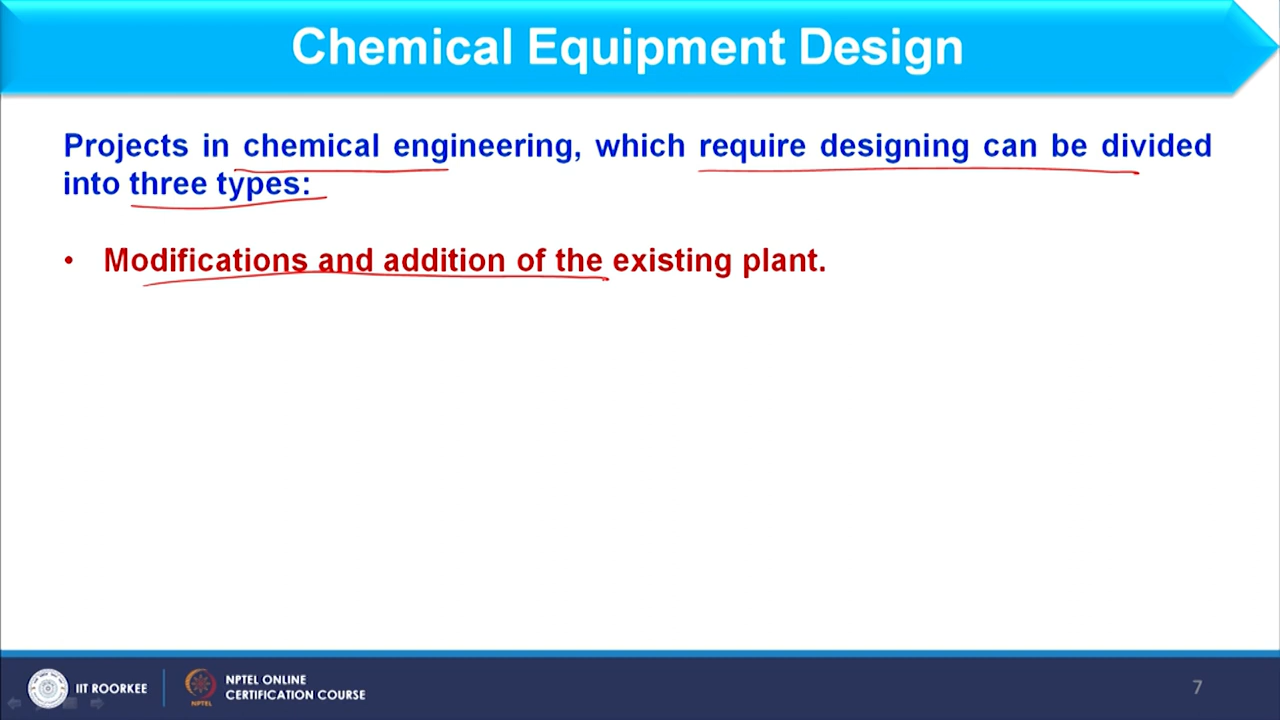 Chemical Equipment Design
Projects in chemical engineering, which require designing can be divided
into three types:
• Modifications and addition of the existing plant.
IIT ROORKEE
NPTEL ONLINE
CERTIFICATION COURSE
NPTEL
7